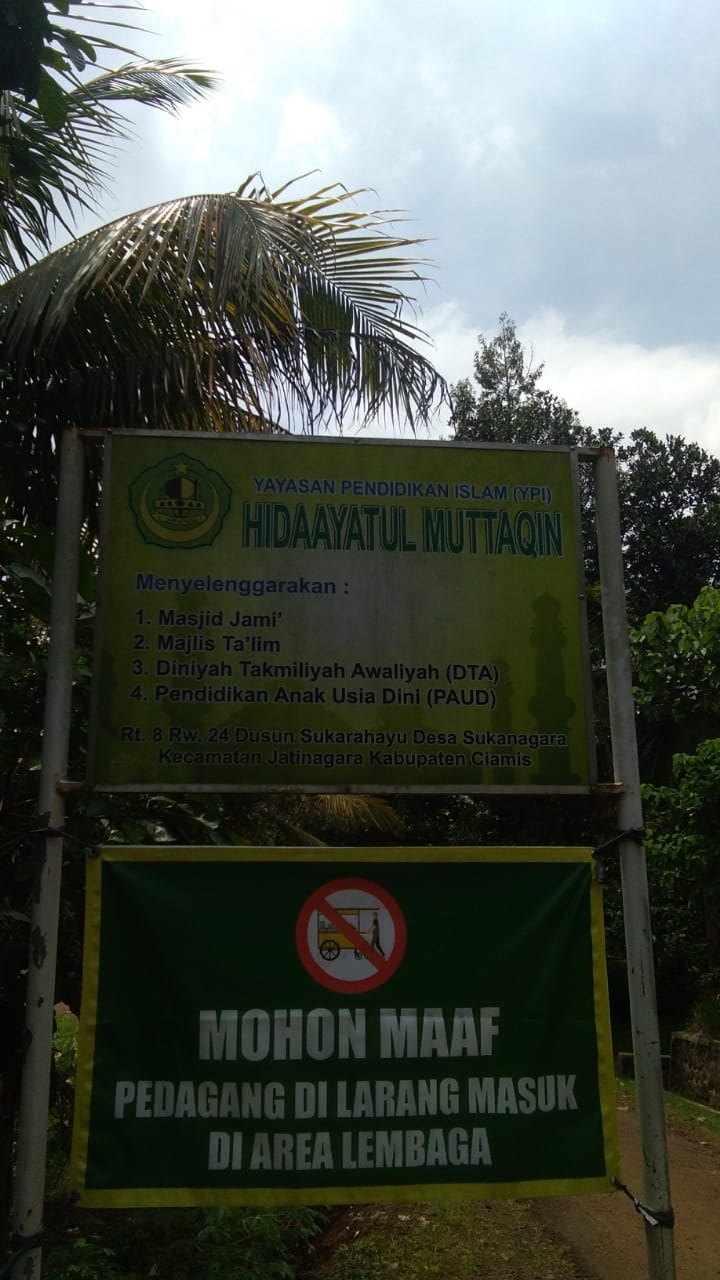 YAYASAN PENDIDIKAN ISLAM (YPI)
HIDAAYATUL MUTTAQIN
Menyelenggarakan :
1. Masjid Jami'
2. Majlis Ta'lim
3. Diniyah Takmiliyah Awaliyah (DTA)
4. Pendidikan Anak Usia Dini (PAUD)
Rt. 8 Rw. 24 Dusun Sukarahayu Desa Sukanagara
Kecamatan Jatinagara Kabupaten Ciamis
MOHON MAAF
PEDAGANG DI LARANG MASUK
DI AREA LEMBAGA